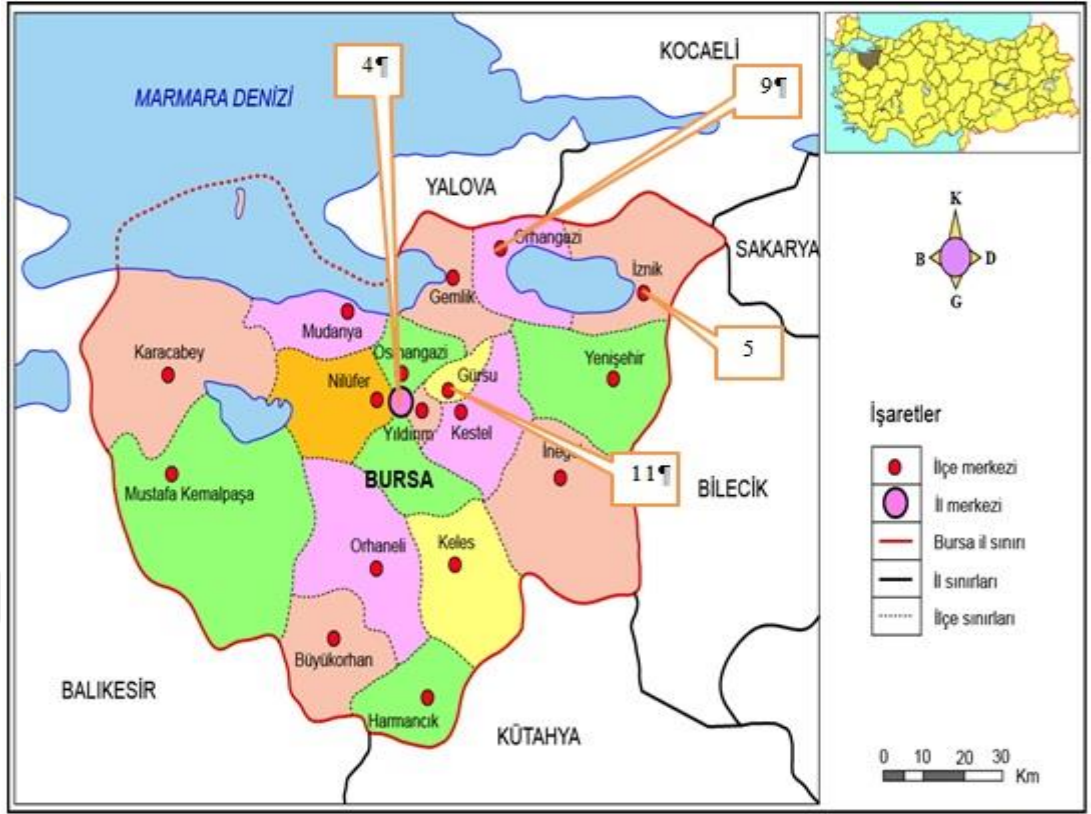 4¶
KOCAELİ
9¶
MARMARA DENİZİ
YALOVA
K
B
D
G
SAKARYA
Orhangazi
İznik
Gemlik
Mudanya
5
Karacabey
Osmangazi
Yenişehir
Nilüfer
Gürsu
İşaretler
Yıldırım
Kestel
İnegöl
11¶
İlçe merkezi
BURSA
BİLECİK
Mustafa Kemalpaşa
İl merkezi
Bursa il sınırı
Orhaneli
Keles
İl sınırları
İlçe sınırları
Büyükorhan
BALIKESİR
Harmancık
KÜTAHYA
0 10 20 30
Km